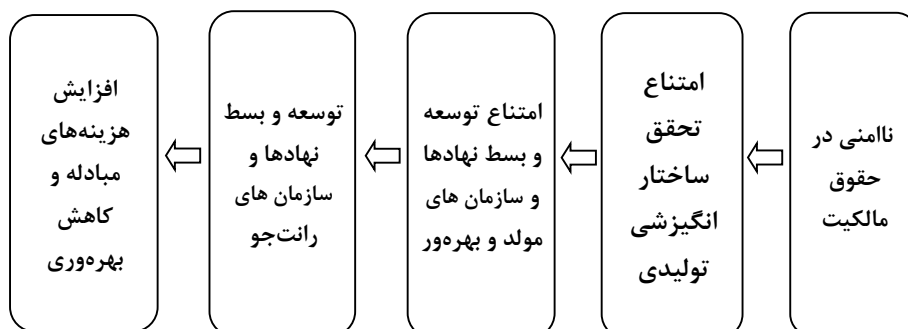 ناامنی در
حقوق
مالکیت
امتناع
تحقق
ساختار
انگیزشی
تولیدی
امتناع توسعه
و بسط نهادها
و سازمان های
مولد و بهره‌ور
توسعه و بسط
نهادها و
سازمان های
رانت‌جو
افزایش
هزینه‌های
مبادله و
کاهش
بهره‌وری